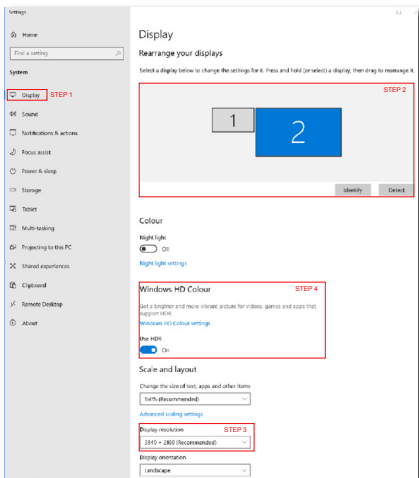 Settings
Home
Find a setting
System
Display
STEP 1
Sound
Notifications & actions
Focus assist
Power & sleep
Storage
Tablet
Multi-tasking
Projecting to this PC
Shared experiences
Clipboard
Remote Desktop
About
Display
Rearrange your displays
Select a display below to change the settings for it. Press and hold (or select) a display, then drag to rearrange it.
STEP 2
1
2
Identify
Detect
Colour
Night light
Off
Night light settings
Windows HD Colour
STEP 4
Get a brighter and more vibrant picture for videos, games and apps that
support HDR.
Windows HD Colour settings
Use HDR
On
Scale and layout
Change the size of text, apps and other items
(Recommended)
Advanced scaling settings
Display resolution
STEP 3
3840 × 2160 (Recommended)
Display orientation
Landscape